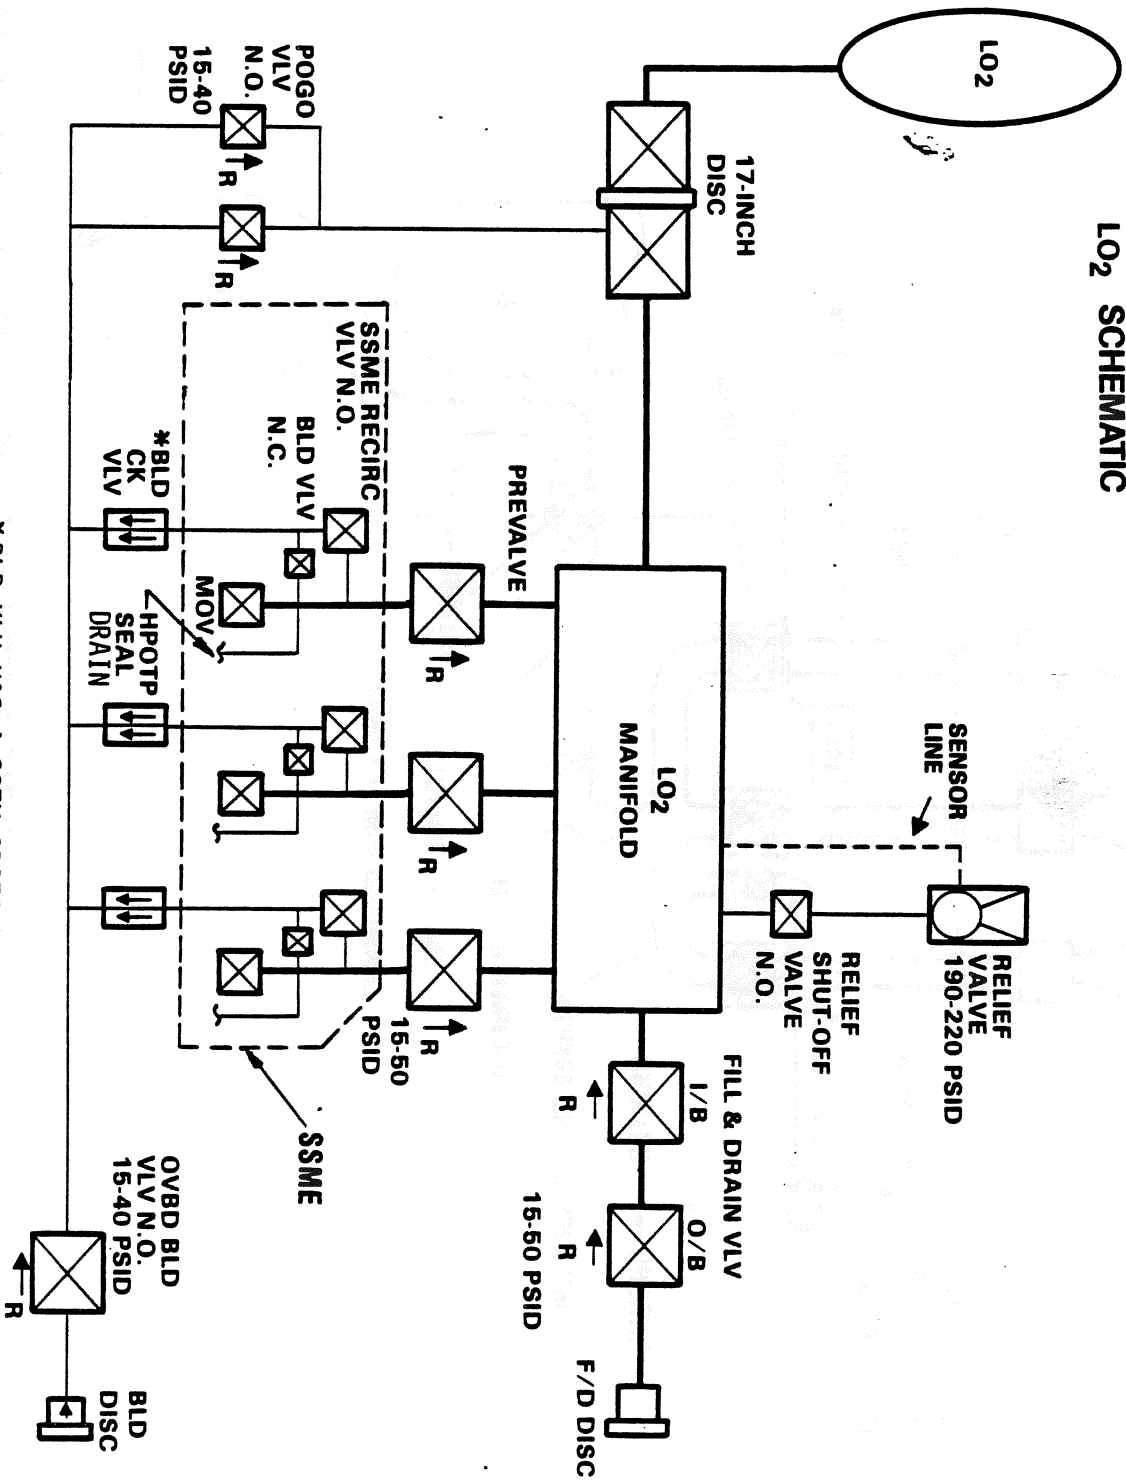 LO2 SCHEMATIC
LO2
17-INCH
DISC
POGO
VLV
N.O.
15-40
PSID
R
R
SENSOR
LINE
RELIEF
VALVE
190-220 PSID
RELIEF
SHUT-OFF
VALVE
N.O.
LO2
MANIFOLD
FILL & DRAIN VLV
I/B
O/B
R
R
15-50 PSID
F/D DISC
PREVALVE
R
R
R
15-50
PSID
SSME RECIRC
VLV N.O.
BLD VLV
N.C.
MOV
*BLD
CK
VLV
HPOTP
SEAL
DRAIN
SSME
OVBD BLD
VLV N.O.
15-40 PSID
R
BLD
DISC